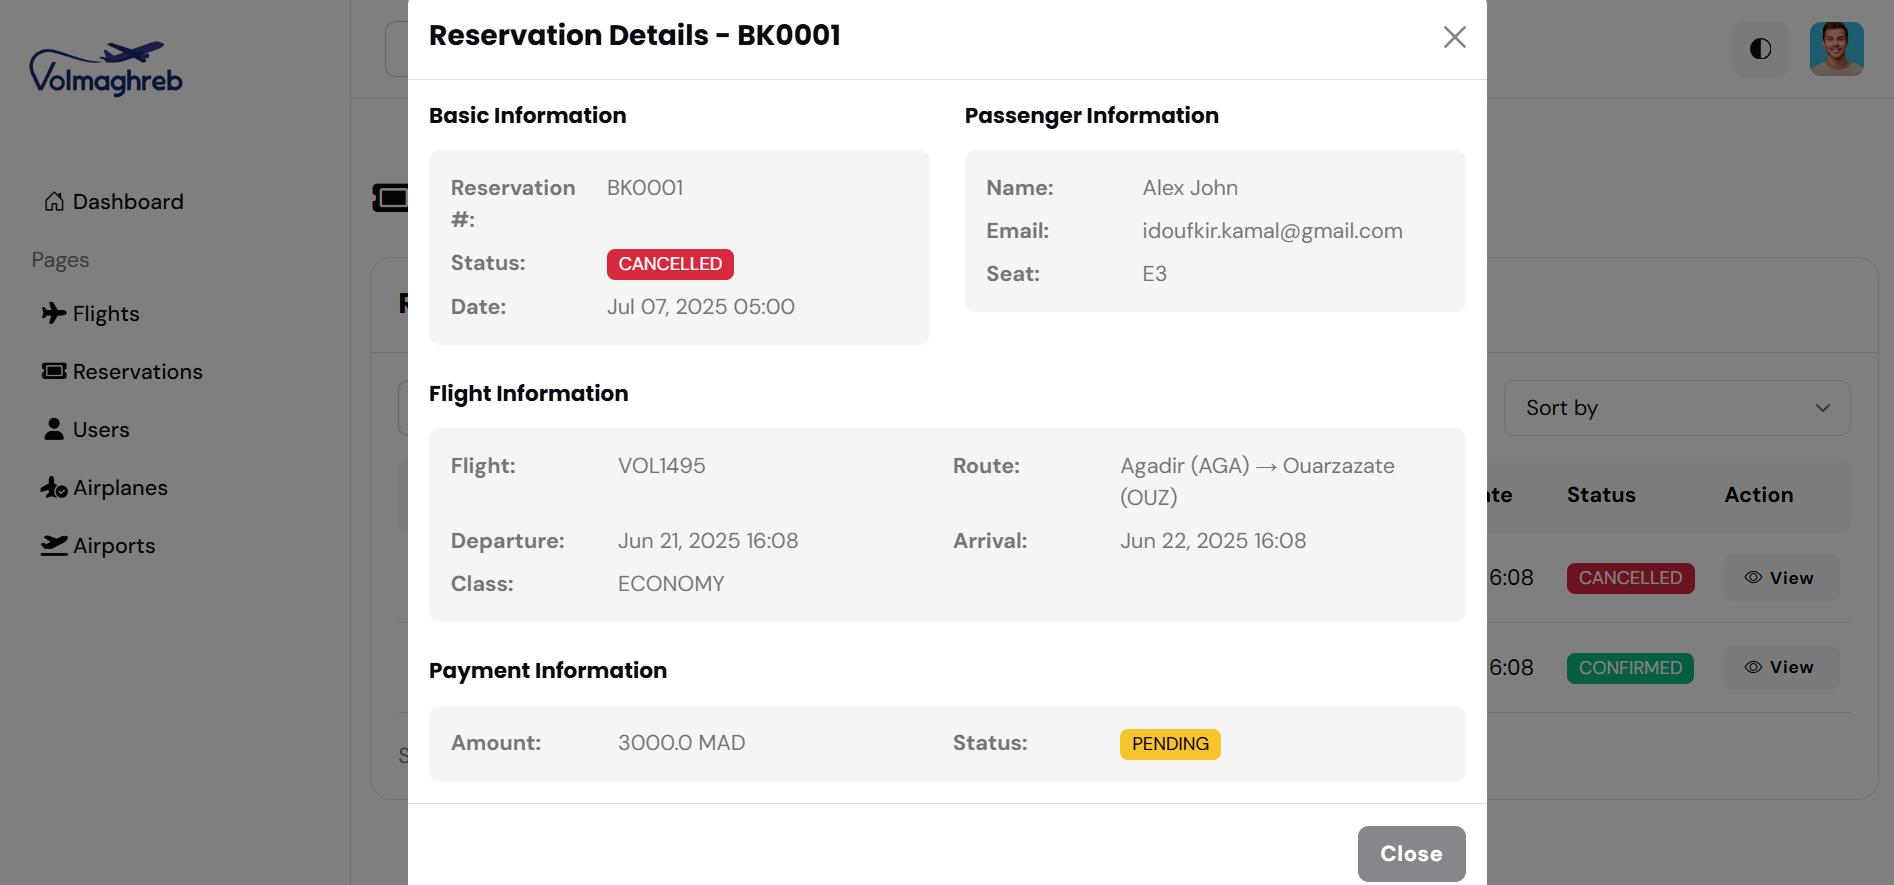 Reservation Details - BK0001
Volmaghreb
Dashboard
Pages
Flights
Reservations
Users
Airplanes
Airports
Basic Information
Reservation #: BK0001
Status: CANCELLED
Date: Jul 07, 2025 05:00
Passenger Information
Name: Alex John
Email: idoufkir.kamal@gmail.com
Seat: E3
Flight Information
Flight: VOL1495
Route: Agadir (AGA) → Ouarzazate
(OUZ)
Departure: Jun 21, 2025 16:08
Arrival: Jun 22, 2025 16:08
Class: ECONOMY
Payment Information
Amount: 3000.0 MAD
Status: PENDING
Close
Sort by
Status Action
6:08 CANCELLED View
6:08 CONFIRMED View